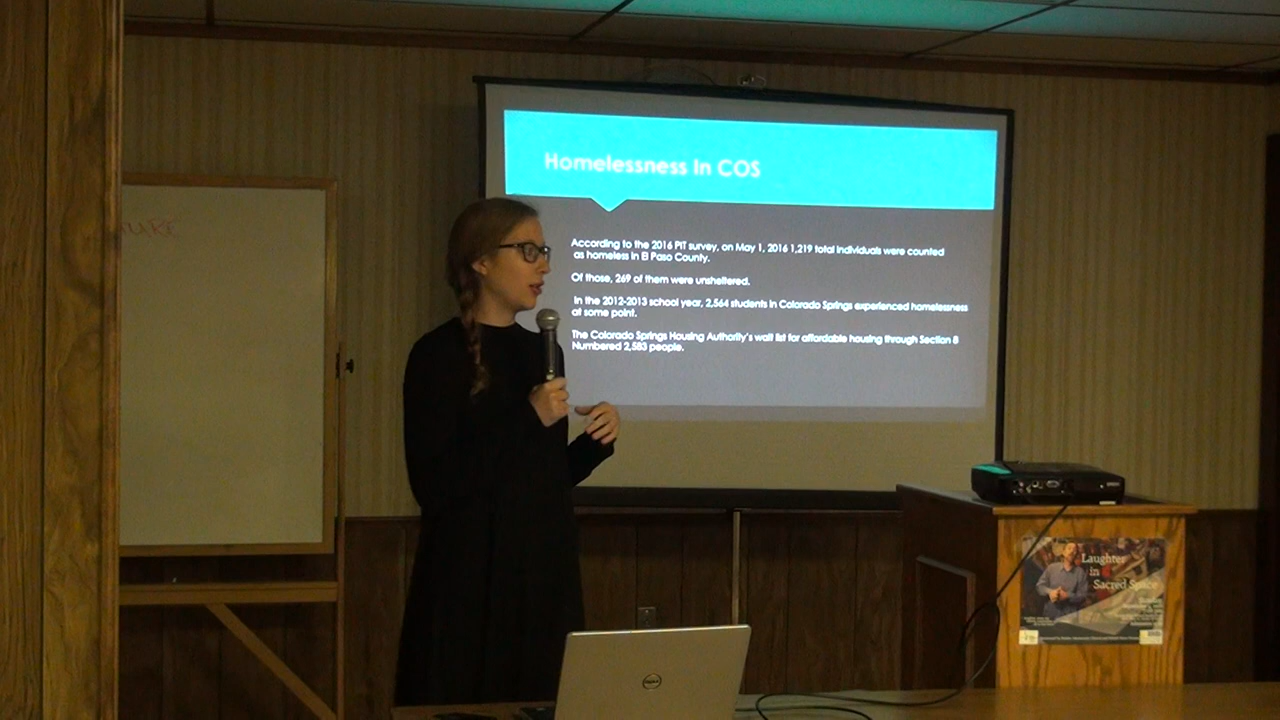 Homelessness in COS
According to the 2016 PIT survey, on May 1, 2016 1,219 total individuals were counted
as homeless in El Paso County.
Of those, 269 of them were unsheltered.
In the 2012-2013 school year, 2,564 students in Colorado Springs experienced homelessness
at some point.
The Colorado Springs Housing Authority's wait list for affordable housing through Section 8
Numbered 2,583 people.
EPSON
Laughter
in
Sacred Space
DELL